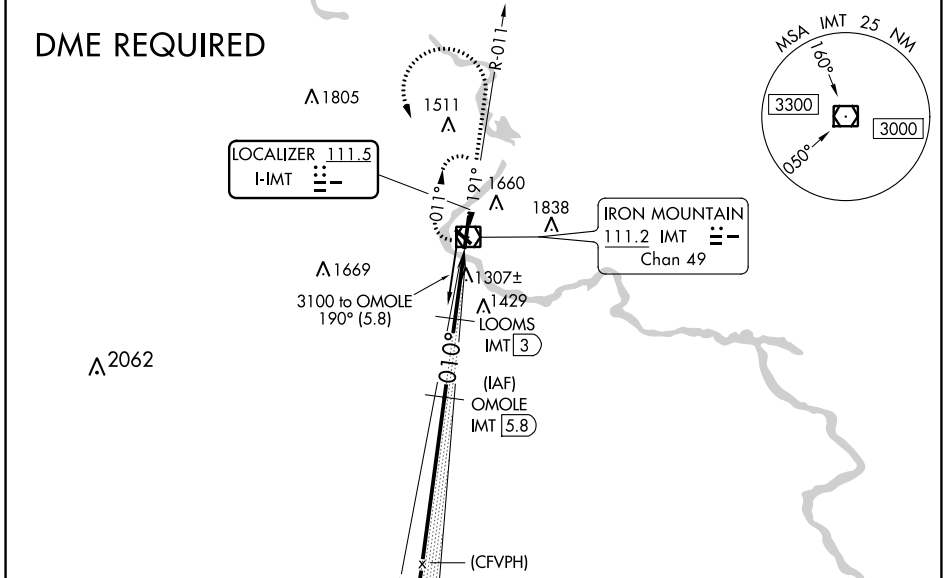 DME REQUIRED
R-011
MSA IMT 25 NM
160°
3300
3000
050°
1805
1511
LOCALIZER 111.5
I-IMT
011°
191°
1660
1838
IRON MOUNTAIN
111.2 IMT
Chan 49
1669
1307±
3100 to OMOLE
190° (5.8)
1429
LOOMS
IMT 3
2062
010°
(IAF)
OMOLE
IMT 5.8
x
(CFVPH)